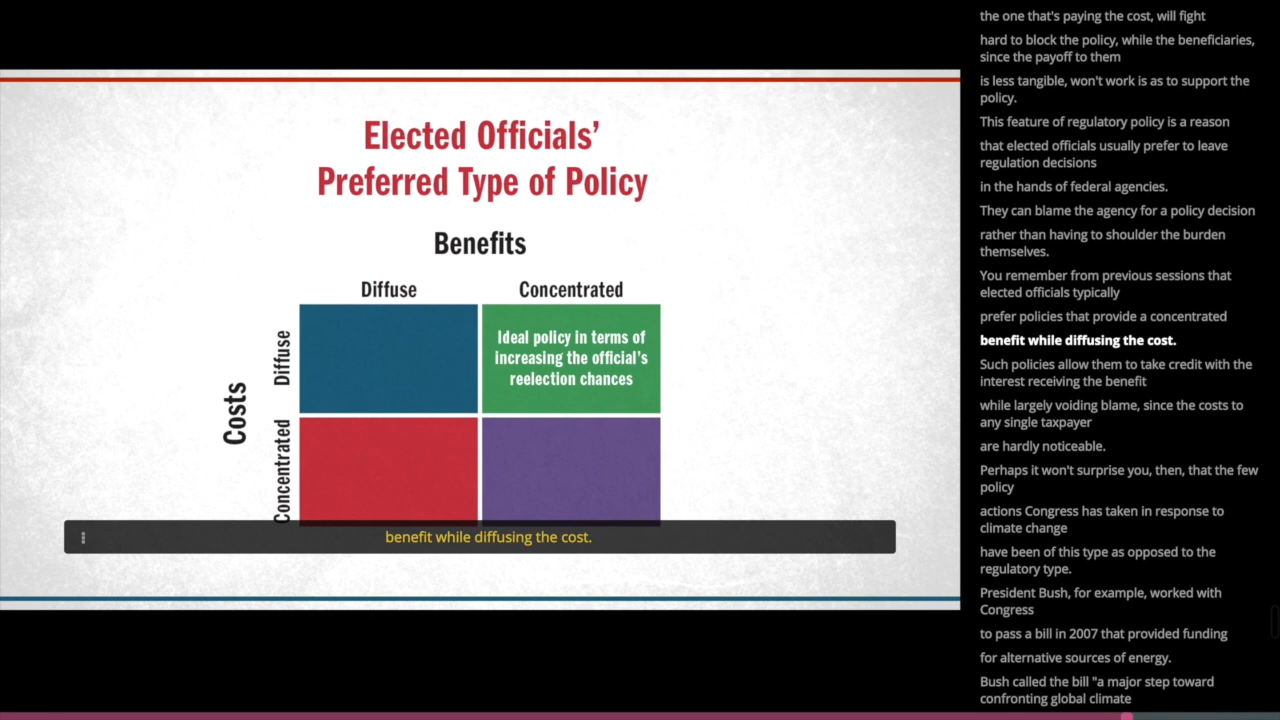 Elected Officials’
Preferred Type of Policy
Benefits
Diffuse
Concentrated
Costs
Diffuse
Concentrated
Ideal policy in terms of
increasing the official’s
reelection chances
benefit while diffusing the cost.
the one that's paying the cost, will fight
hard to block the policy, while the beneficiaries,
since the payoff to them
is less tangible, won't work is as to support the
policy.
This feature of regulatory policy is a reason
that elected officials usually prefer to leave
regulation decisions
in the hands of federal agencies.
They can blame the agency for a policy decision
rather than having to shoulder the burden
themselves.
You remember from previous sessions that
elected officials typically
prefer policies that provide a concentrated
benefit while diffusing the cost.
Such policies allow them to take credit with the
interest receiving the benefit
while largely voiding blame, since the costs to
any single taxpayer
are hardly noticeable.
Perhaps it won't surprise you, then, that the few
policy
actions Congress has taken in response to
climate change
have been of this type as opposed to the
regulatory type.
President Bush, for example, worked with
Congress
to pass a bill in 2007 that provided funding
for alternative sources of energy.
Bush called the bill "a major step toward
confronting global climate